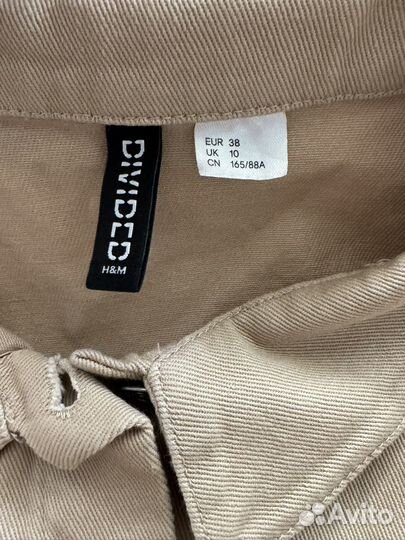 DIVIDED
H&M
EUR 38
UK 10
CN 165/88A
Avito